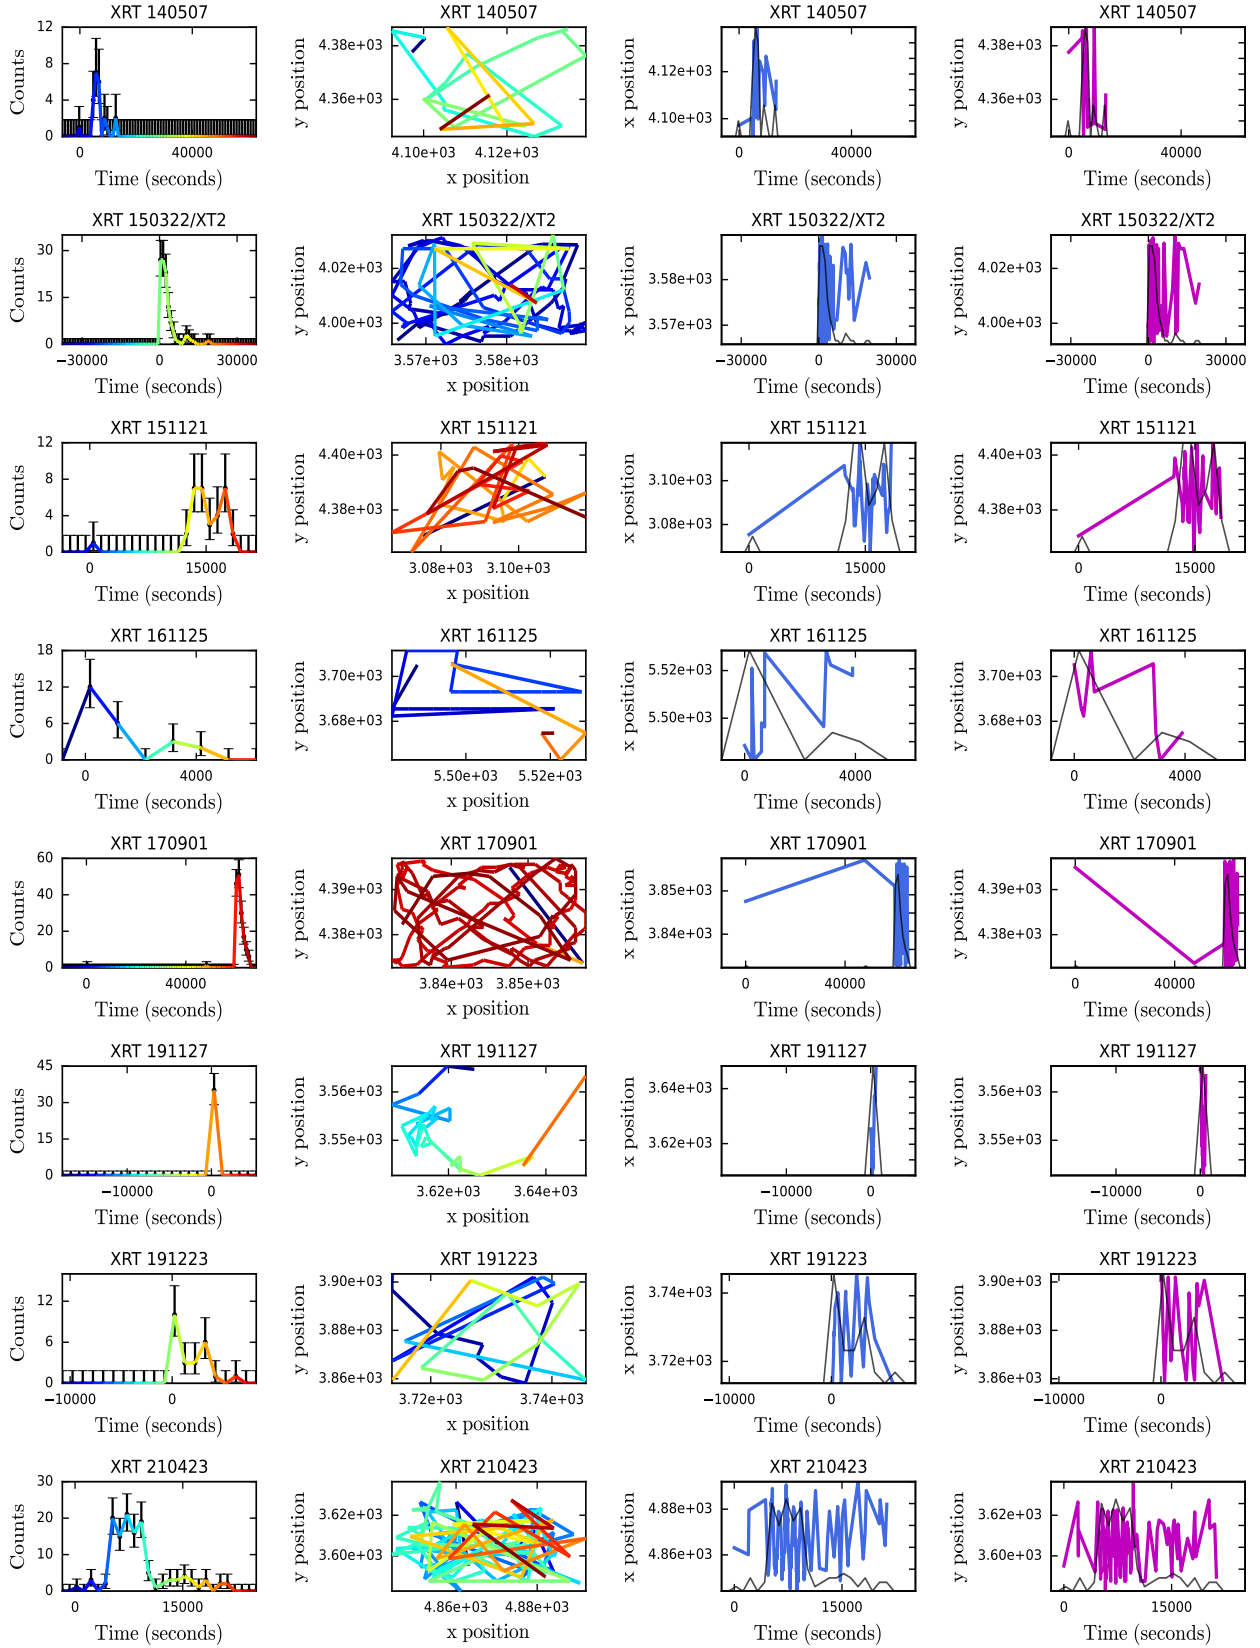 XRT 140507 XRT 140507 XRT 140507 XRT 140507
Counts 12 8 4 0 y position 4.38e+03 4.36e+03 x position 4.12e+03 4.10e+03 y position 4.38e+03 4.36e+03
0 40000 4.10e+03 4.12e+03 0 40000 0 40000
Time (seconds) x position Time (seconds) Time (seconds)
XRT 150322/XT2 XRT 150322/XT2 XRT 150322/XT2 XRT 150322/XT2
Counts 30 15 0 y position 4.02e+03 4.00e+03 x position 3.58e+03 3.57e+03 y position 4.02e+03 4.00e+03
−30000 0 30000 3.57e+03 3.58e+03 −30000 0 30000 −30000 0 30000
Time (seconds) x position Time (seconds) Time (seconds)
XRT 151121 XRT 151121 XRT 151121 XRT 151121
Counts 12 8 4 0 y position 4.40e+03 4.38e+03 x position 3.10e+03 3.08e+03 y position 4.40e+03 4.38e+03
0 15000 3.08e+03 3.10e+03 0 15000 0 15000
Time (seconds) x position Time (seconds) Time (seconds)
XRT 161125 XRT 161125 XRT 161125 XRT 161125
Counts 18 12 6 0 y position 3.70e+03 3.68e+03 x position 5.52e+03 5.50e+03 y position 3.70e+03 3.68e+03
0 4000 5.50e+03 5.52e+03 0 4000 0 4000
Time (seconds) x position Time (seconds) Time (seconds)
XRT 170901 XRT 170901 XRT 170901 XRT 170901
Counts 60 40 20 0 y position 4.39e+03 4.38e+03 x position 3.85e+03 3.84e+03 y position 4.39e+03 4.38e+03
0 40000 3.84e+03 3.85e+03 0 40000 0 40000
Time (seconds) x position Time (seconds) Time (seconds)
XRT 191127 XRT 191127 XRT 191127 XRT 191127
Counts 45 30 15 0 y position 3.56e+03 3.55e+03 x position 3.64e+03 3.62e+03 y position 3.56e+03 3.55e+03
−10000 0 3.62e+03 3.64e+03 −10000 0 −10000 0
Time (seconds) x position Time (seconds) Time (seconds)
XRT 191223 XRT 191223 XRT 191223 XRT 191223
Counts 12 6 0 y position 3.90e+03 3.88e+03 3.86e+03 x position 3.74e+03 3.72e+03 y position 3.90e+03 3.88e+03 3.86e+03
−10000 0 3.72e+03 3.74e+03 −10000 0 −10000 0
Time (seconds) x position Time (seconds) Time (seconds)
XRT 210423 XRT 210423 XRT 210423 XRT 210423
Counts 30 20 10 0 y position 3.62e+03 3.60e+03 x position 4.88e+03 4.86e+03 y position 3.62e+03 3.60e+03
0 15000 4.86e+03 4.88e+03 0 15000 0 15000
Time (seconds) x position Time (seconds) Time (seconds)